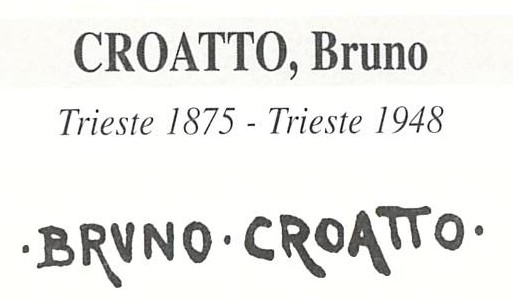 CROATTO, Bruno
Trieste 1875 - Trieste 1948
·BRVNO·CROATTO·